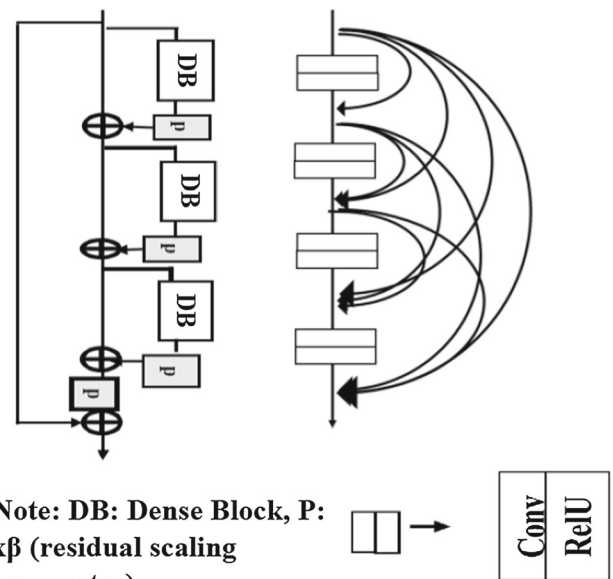 DB
P
DB
P
DB
P
P
Note: DB: Dense Block, P:
xβ (residual scaling
Conv
RelU